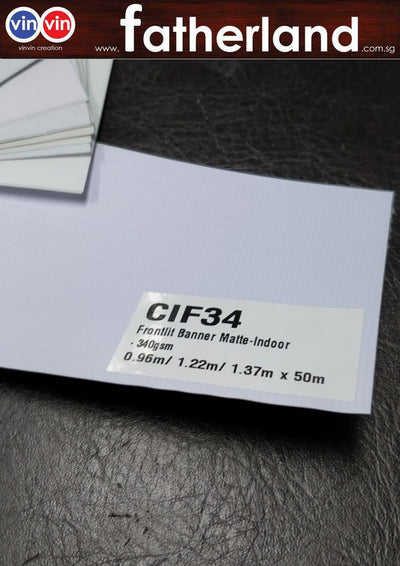 vin vin
vinvin creation
www. fatherland .com.sg
CIF34
Frontlit Banner Matte-Indoor
- 340gsm
0.96m/ 1.22m/ 1.37m x 50m